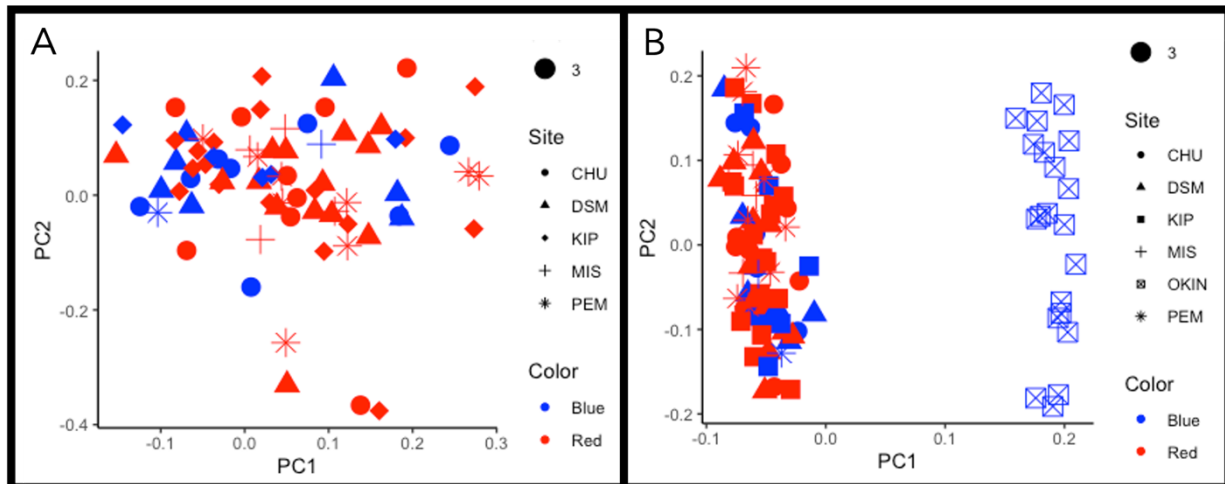 A
PC2
0.2
0.0
-0.2
-0.4
-0.1
0.0
0.1
0.2
0.3
PC1
3
Site
CHU
DSM
KIP
MIS
PEM
Color
Blue
Red
B
PC2
0.2
0.1
0.0
-0.1
-0.2
-0.1
0.0
0.1
0.2
PC1
3
Site
CHU
DSM
KIP
MIS
OKIN
PEM
Color
Blue
Red